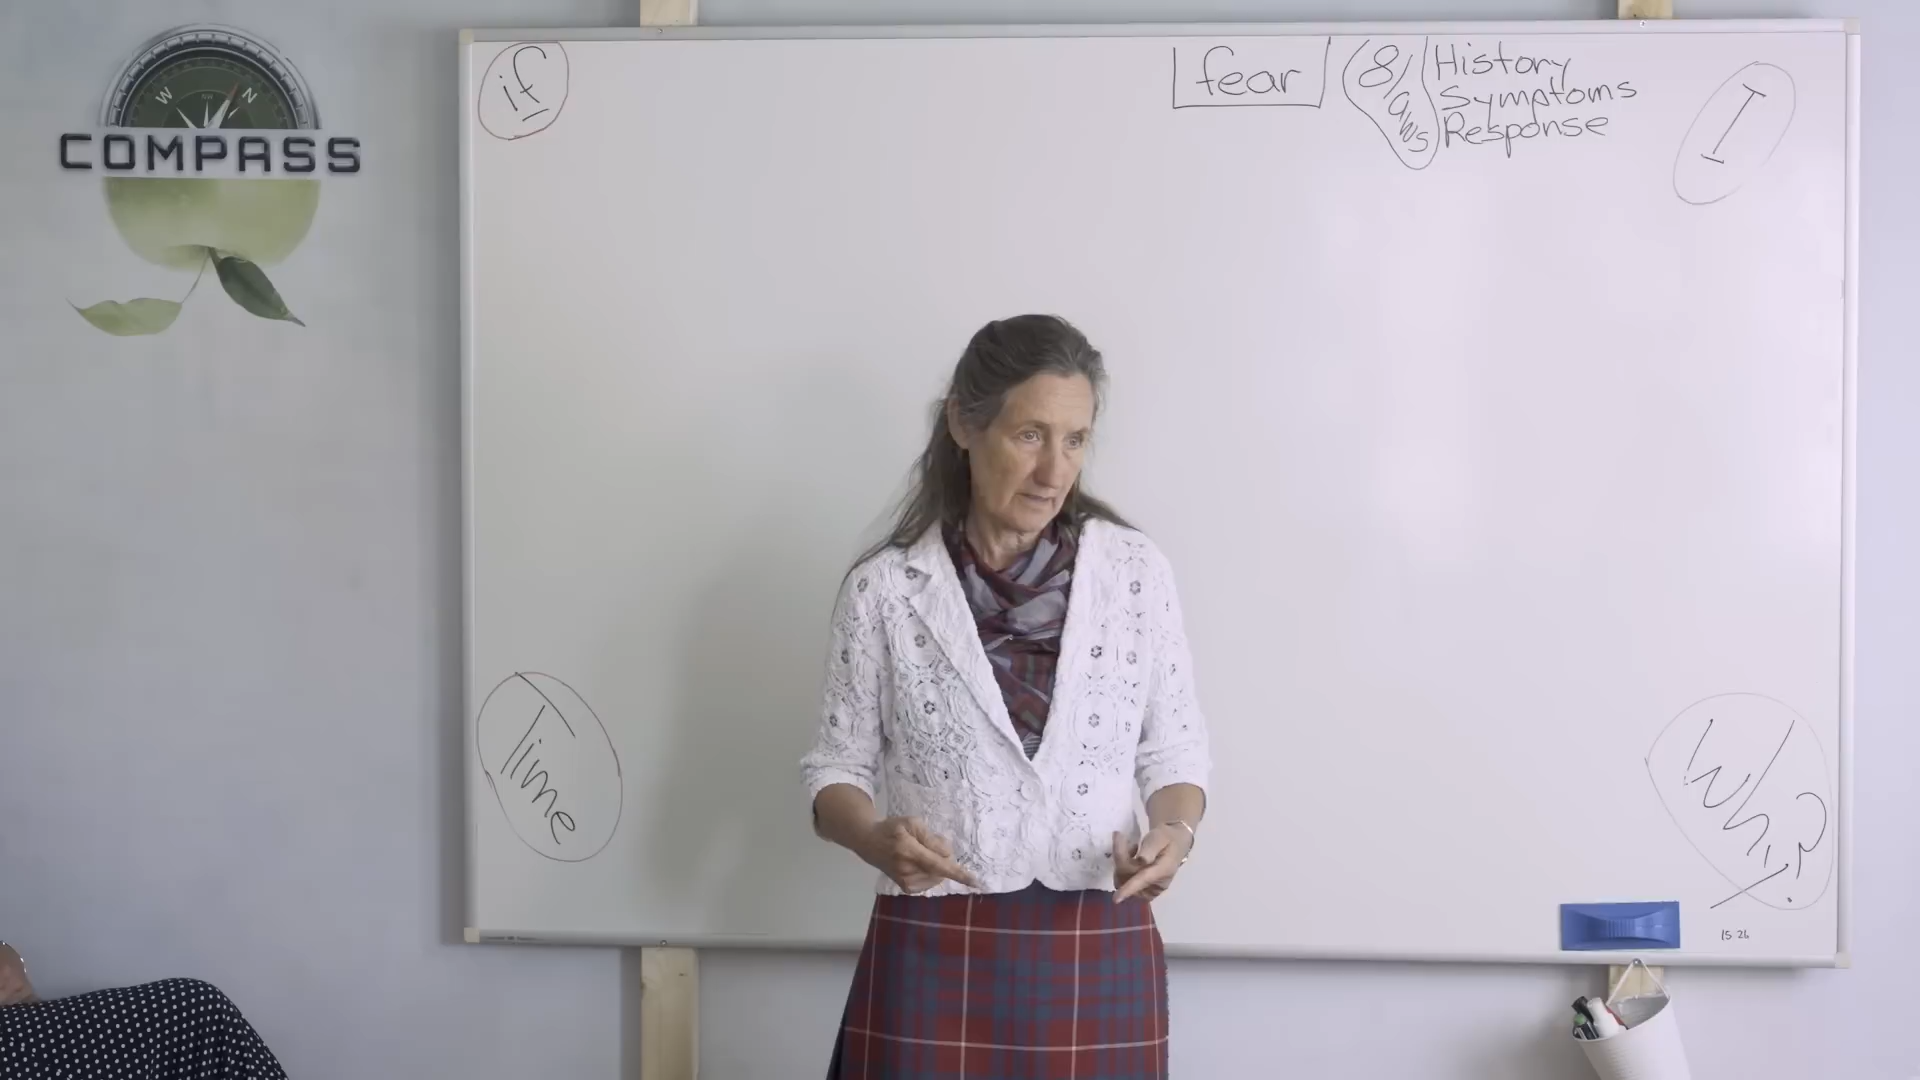 W N
COMPASS
if
fear
8 laws
History
Symptoms
Response
I
Time
Why?
15 26